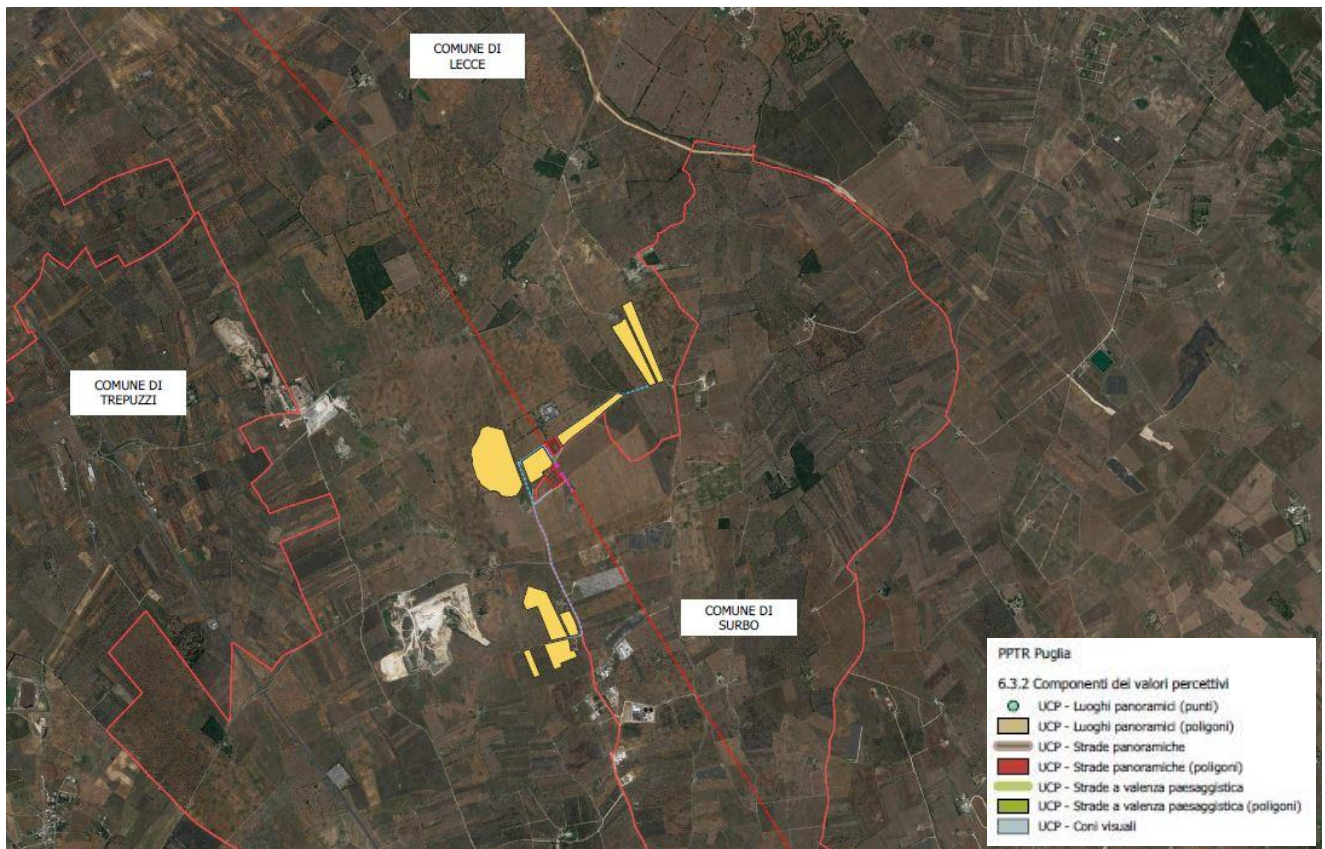 COMUNE DI
LECCE
COMUNE DI
TREPUZZI
COMUNE DI
SURBO
PPTR Puglia
6.3.2 Componenti dei valori percettivi
UCP - Luoghi panoramici (punti)
UCP - Luoghi panoramici (poligoni)
UCP - Strade panoramiche
UCP - Strade panoramiche (poligoni)
UCP - Strade a valenza paesaggistica
UCP - Strade a valenza paesaggistica (poligoni)
UCP - Coni visuali